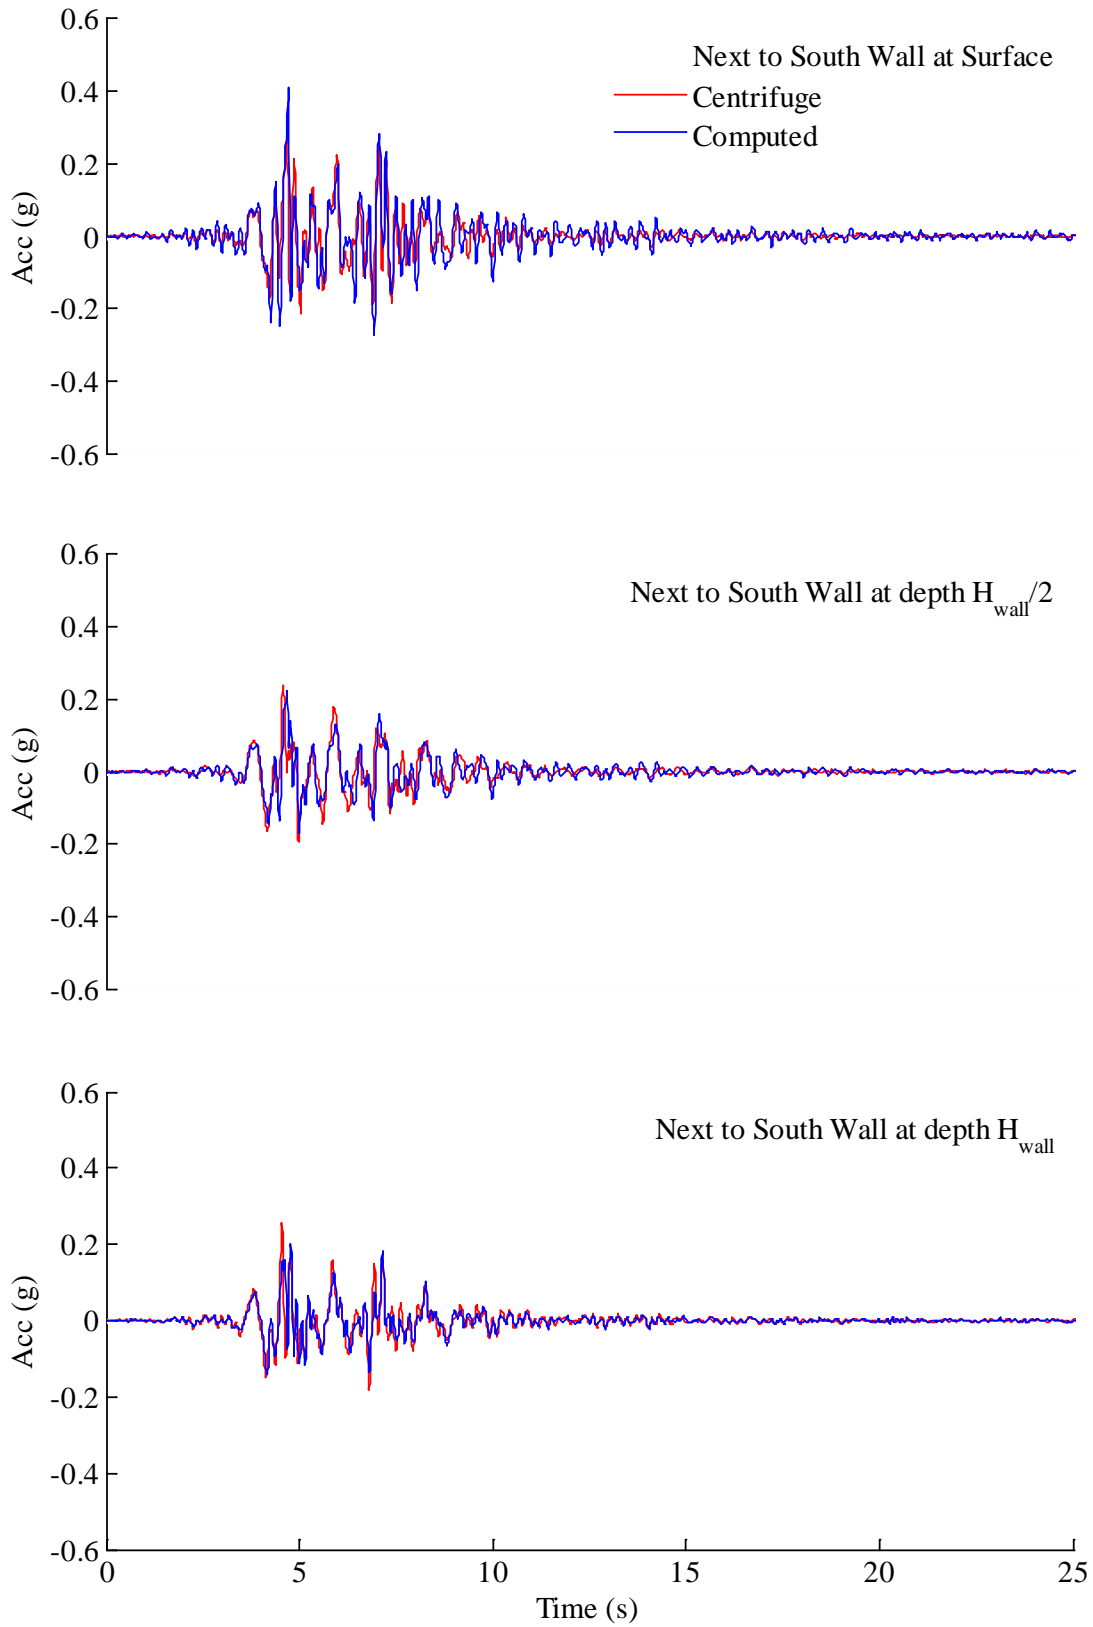 0.6
Next to South Wall at Surface
Centrifuge
Computed
0.4
0.2
0
-0.2
-0.4
-0.6
Acc (g)
0.6
Next to South Wall at depth H_wall/2
0.4
0.2
0
-0.2
-0.4
-0.6
Acc (g)
0.6
Next to South Wall at depth H_wall
0.4
0.2
0
-0.2
-0.4
-0.6
Acc (g)
0 5 10 15 20 25
Time (s)